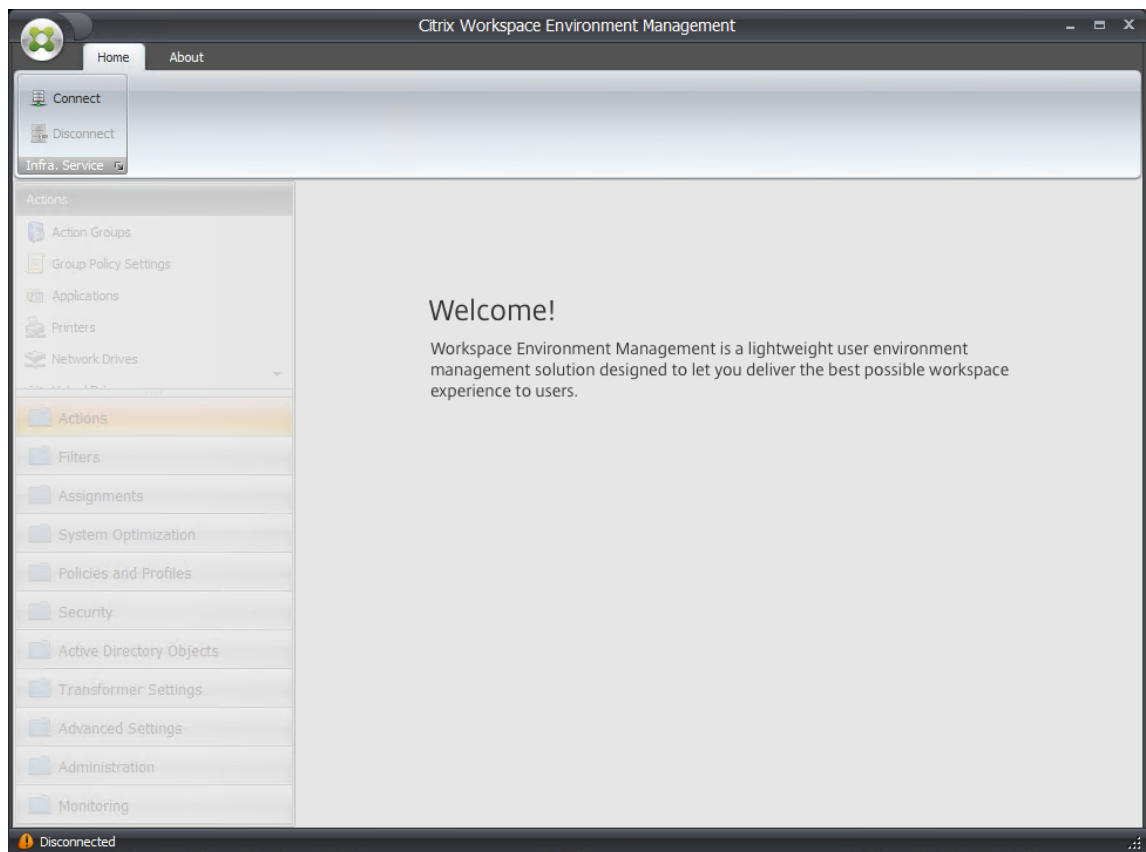 Citrix Workspace Environment Management
Home
About
Connect
Disconnect
Infra. Service
Actions
Action Groups
Group Policy Settings
Applications
Printers
Network Drives
Welcome!
Workspace Environment Management is a lightweight user environment
management solution designed to let you deliver the best possible workspace
experience to users.
Actions
Filters
Assignments
System Optimization
Policies and Profiles
Security
Active Directory Objects
Transformer Settings
Advanced Settings
Administration
Monitoring
Disconnected